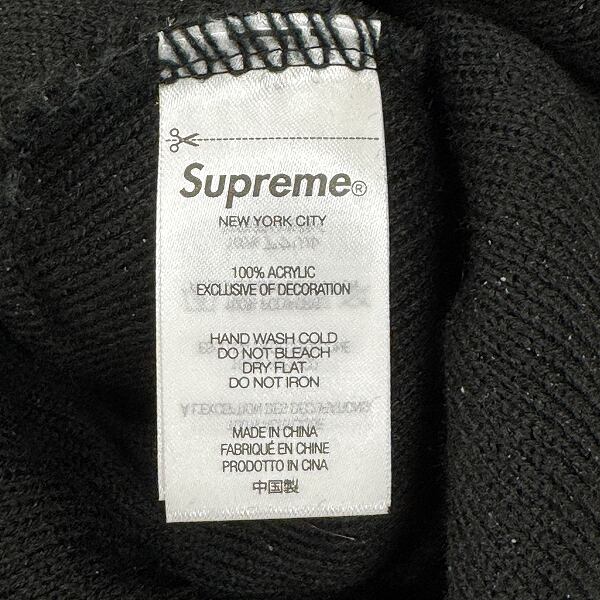 Supreme®
NEW YORK CITY
100% ACRYLIC
EXCLUSIVE OF DECORATION
HAND WASH COLD
DO NOT BLEACH
DRY FLAT
DO NOT IRON
MADE IN CHINA
FABRIQUÉ EN CHINE
PRODOTTO IN CINA
中国製